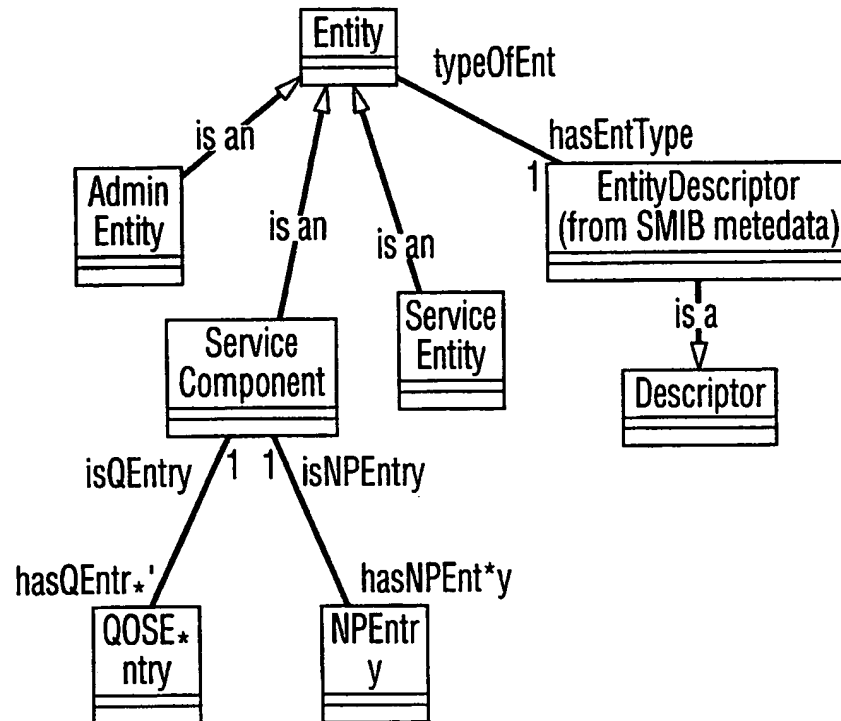 Entity
typeOfEnt
is an
hasEntType
1
Admin
Entity
EntityDescriptor
(from SMIB metedata)
is an
is an
is a
Service
Component
Service
Entity
Descriptor
isQEntry
1
1
isNPEntry
hasQEntr*'
hasNPEnt*y
QOSE*
ntry
NPEntr
y